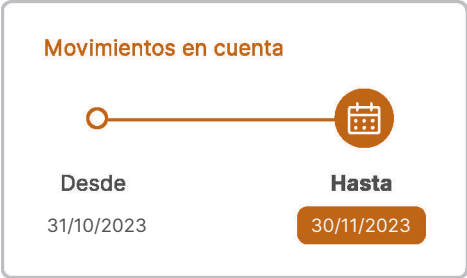 Movimientos en cuenta
Desde
Hasta
31/10/2023
30/11/2023